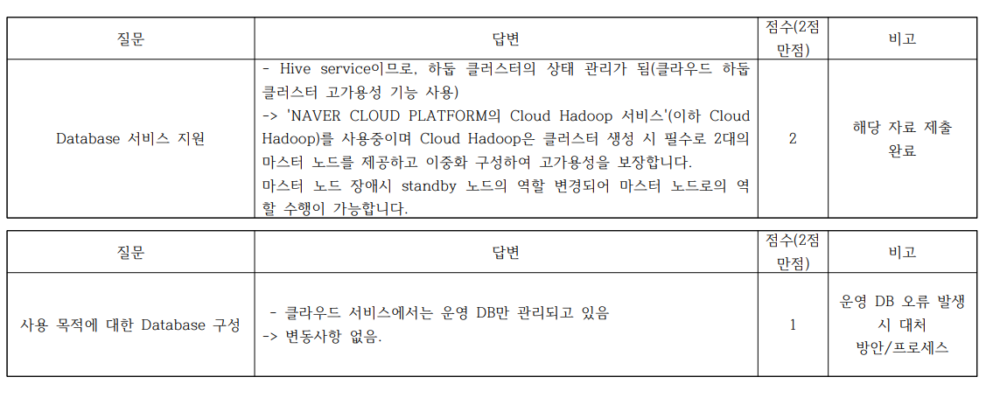 질문 답변 점수(2점 만점) 비고
Database 서비스 지원
- Hive service이므로, 하둡 클러스터의 상태 관리가 됨(클라우드 하둡
클러스터 고가용성 기능 사용)
-> 'NAVER CLOUD PLATFORM의 Cloud Hadoop 서비스'(이하 Cloud
Hadoop)를 사용중이며 Cloud Hadoop은 클러스터 생성 시 필수로 2대의
마스터 노드를 제공하고 이중화 구성하여 고가용성을 보장합니다.
마스터 노드 장애시 standby 노드의 역할 변경되어 마스터 노드로의 역
할 수행이 가능합니다.
2
해당 자료 제출
완료
질문 답변 점수(2점 만점) 비고
사용 목적에 대한 Database 구성
- 클라우드 서비스에서는 운영 DB만 관리되고 있음
-> 변동사항 없음.
1
운영 DB 오류 발생
시 대처
방안/프로세스